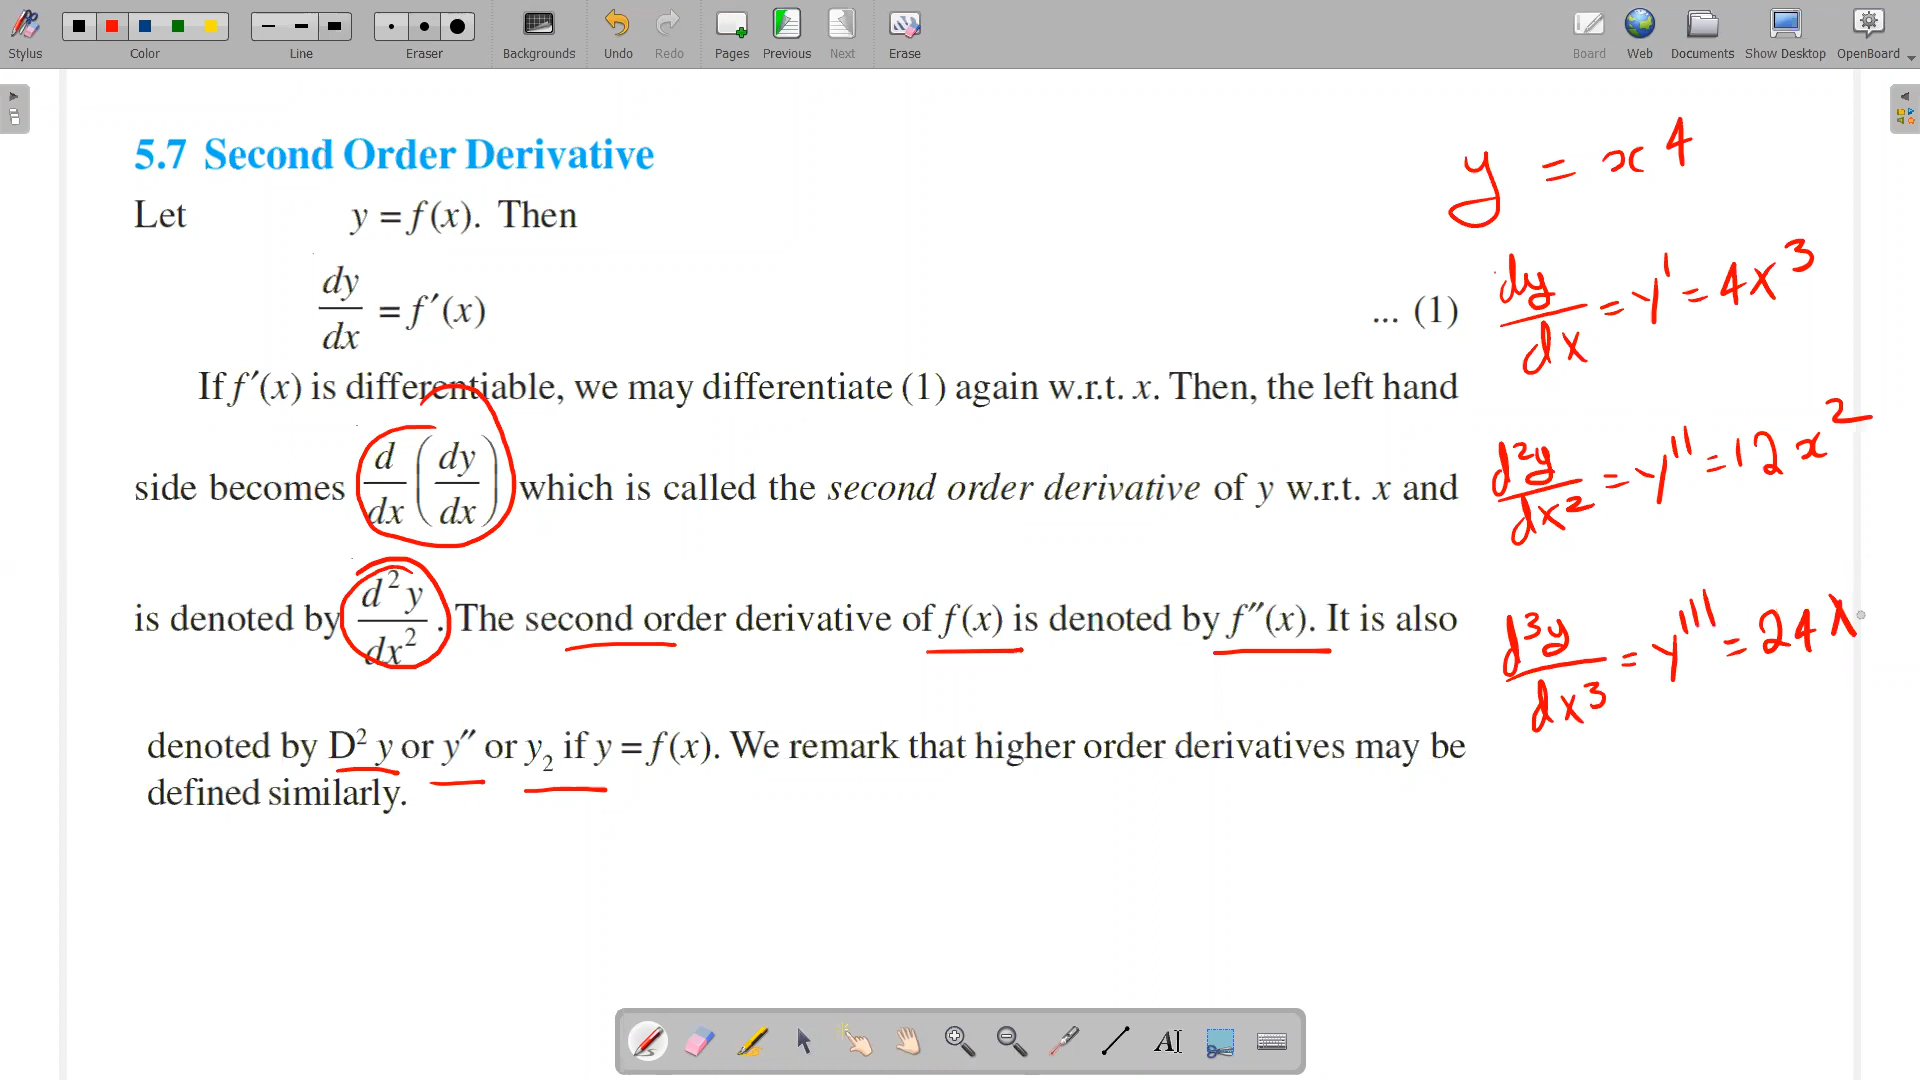 Stylus Color Line Eraser Backgrounds Undo Redo Pages Previous Next Erase Board Web Documents Show Desktop OpenBoard
5.7 Second Order Derivative
Let y = f (x). Then
dy/dx = f′(x) ... (1)
If f′(x) is differentiable, we may differentiate (1) again w.r.t. x. Then, the left hand
side becomes d/dx (dy/dx) which is called the second order derivative of y w.r.t. x and
is denoted by d²y/dx². The second order derivative of f (x) is denoted by f″(x). It is also
denoted by D² y or y″ or y₂ if y = f (x). We remark that higher order derivatives may be
defined similarly.
y = x⁴
dy/dx = y' = 4x³
d²y/dx² = y'' = 12x²
d³y/dx³ = y''' = 24x
AI